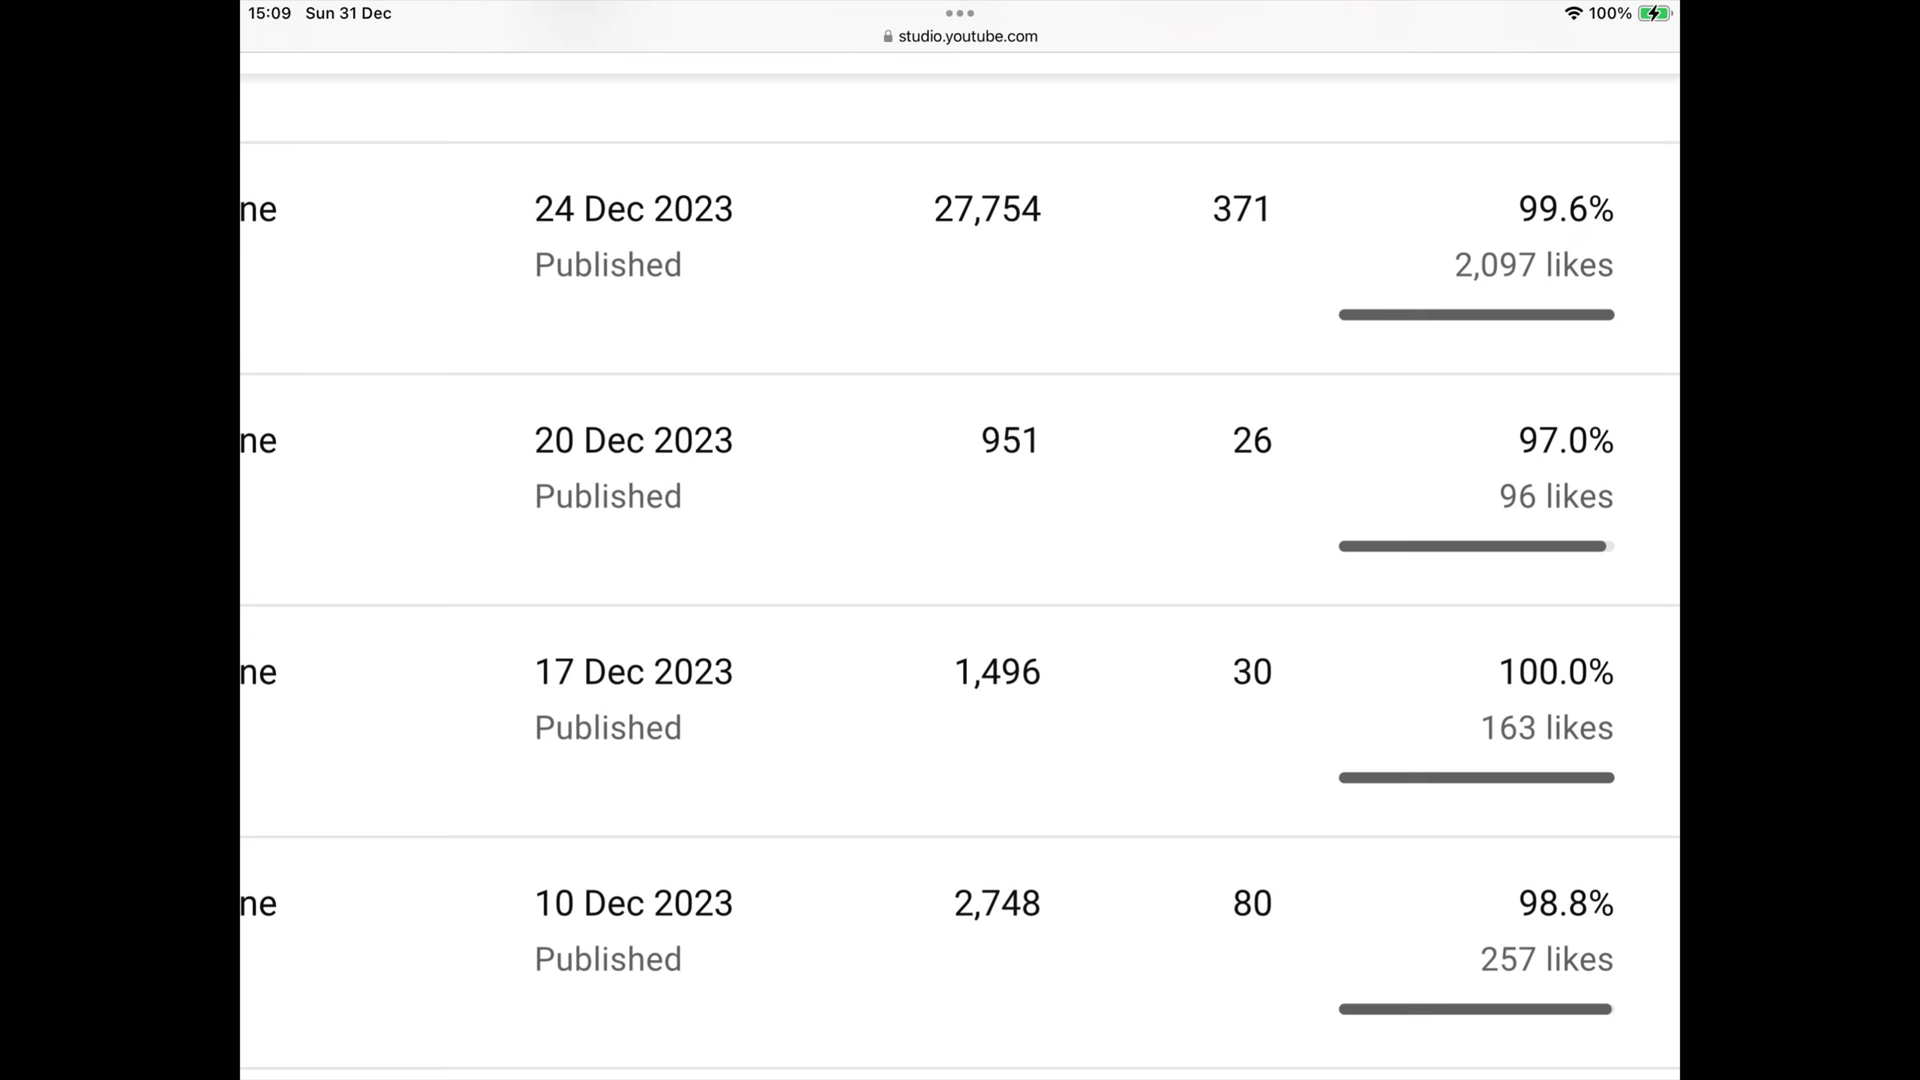 15:09 Sun 31 Dec
100%
studio.youtube.com
ne 24 Dec 2023 27,754 371 99.6%
Published 2,097 likes
ne 20 Dec 2023 951 26 97.0%
Published 96 likes
ne 17 Dec 2023 1,496 30 100.0%
Published 163 likes
ne 10 Dec 2023 2,748 80 98.8%
Published 257 likes